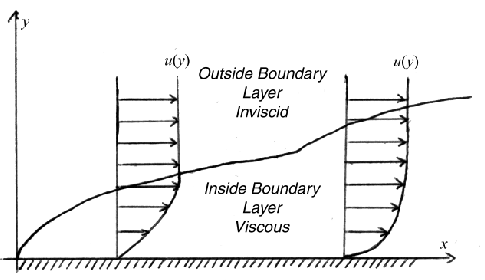 y
u(y)
u(y)
Outside Boundary
Layer
Inviscid
Inside Boundary
Layer
Viscous
x